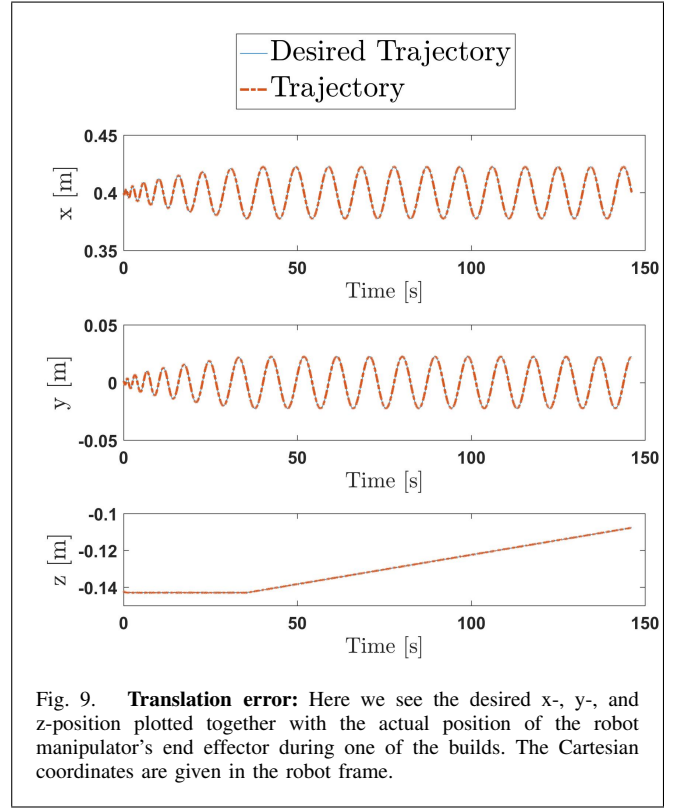 Desired Trajectory
Trajectory
0.45
0.4
0.35
x [m]
0 50 100 150
Time [s]
0.05
0
-0.05
y [m]
0 50 100 150
Time [s]
-0.1
-0.12
-0.14
z [m]
0 50 100 150
Time [s]
Fig. 9. Translation error: Here we see the desired x-, y-, and
z-position plotted together with the actual position of the robot
manipulator's end effector during one of the builds. The Cartesian
coordinates are given in the robot frame.